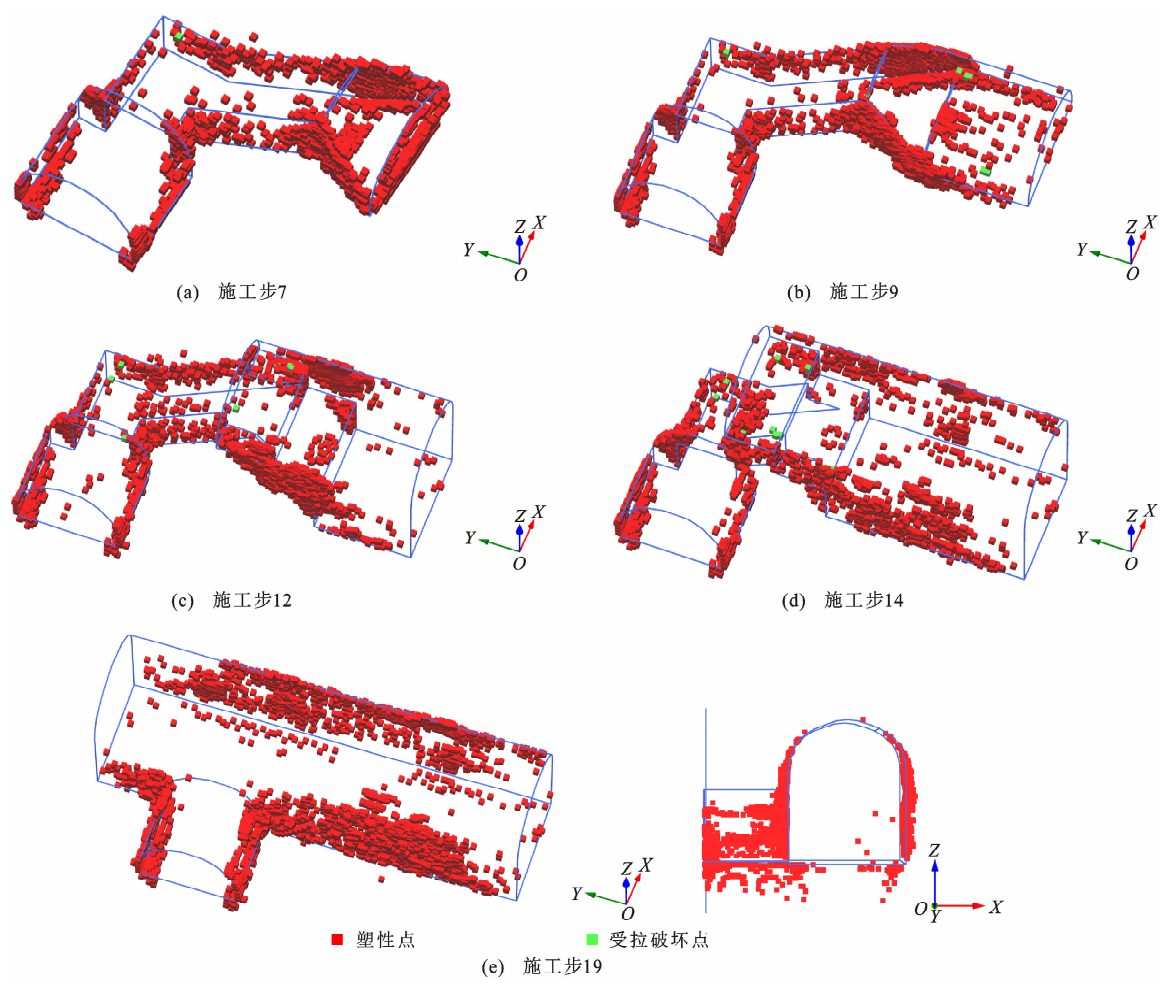 Z X
Y
O
Z X
Y
O
(a) 施工步7
(b) 施工步9
Z X
Y
O
Z X
Y
O
(c) 施工步12
(d) 施工步14
Z X
Y
O
Z
O
Y
X
塑性点
受拉破坏点
(e) 施工步19